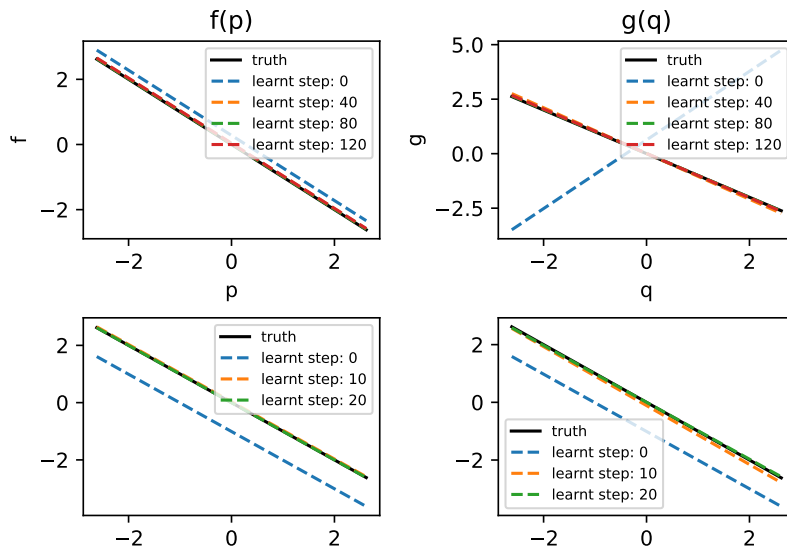 f(p)
g(q)
f
2
0
−2
truth
learnt step: 0
learnt step: 40
learnt step: 80
learnt step: 120
−2
0
2
p
g
5.0
2.5
0.0
−2.5
truth
learnt step: 0
learnt step: 40
learnt step: 80
learnt step: 120
−2
0
2
q
2
0
−2
truth
learnt step: 0
learnt step: 10
learnt step: 20
−2
0
2
2
0
−2
truth
learnt step: 0
learnt step: 10
learnt step: 20
−2
0
2